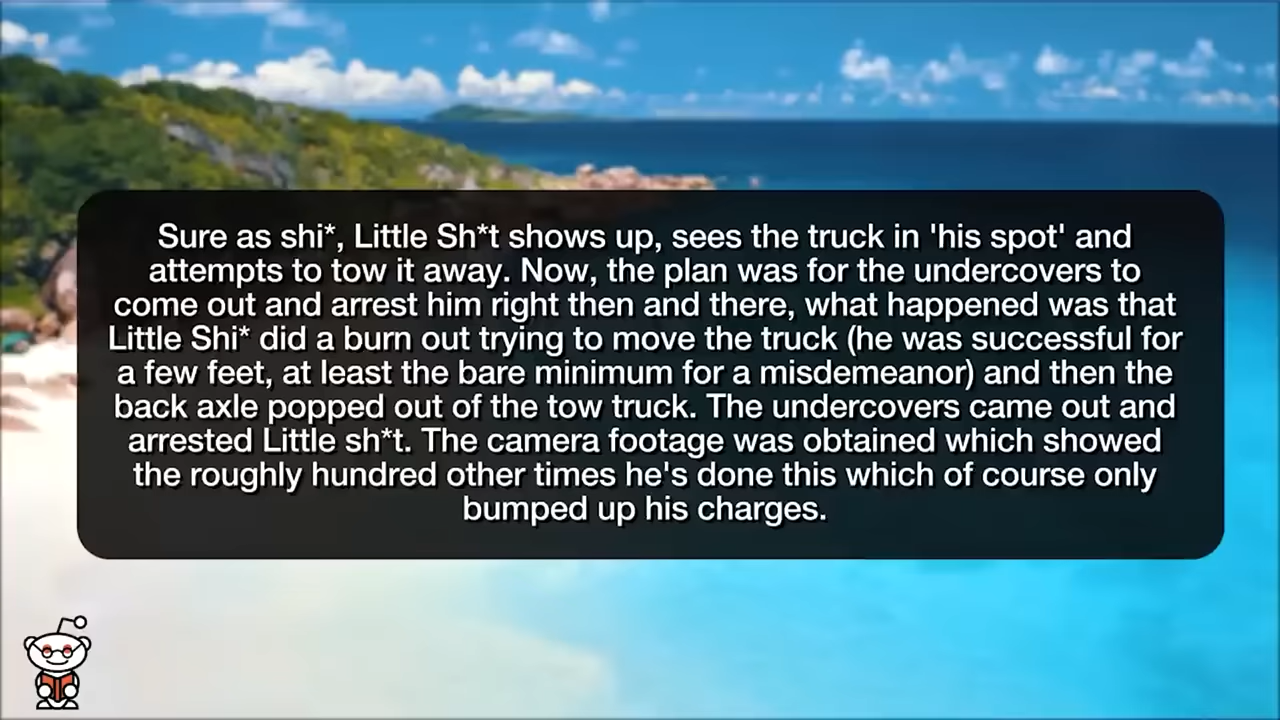 Sure as shi*, Little Sh*t shows up, sees the truck in 'his spot' and
attempts to tow it away. Now, the plan was for the undercovers to
come out and arrest him right then and there, what happened was that
Little Shi* did a burn out trying to move the truck (he was successful for
a few feet, at least the bare minimum for a misdemeanor) and then the
back axle popped out of the tow truck. The undercovers came out and
arrested Little sh*t. The camera footage was obtained which showed
the roughly hundred other times he's done this which of course only
bumped up his charges.